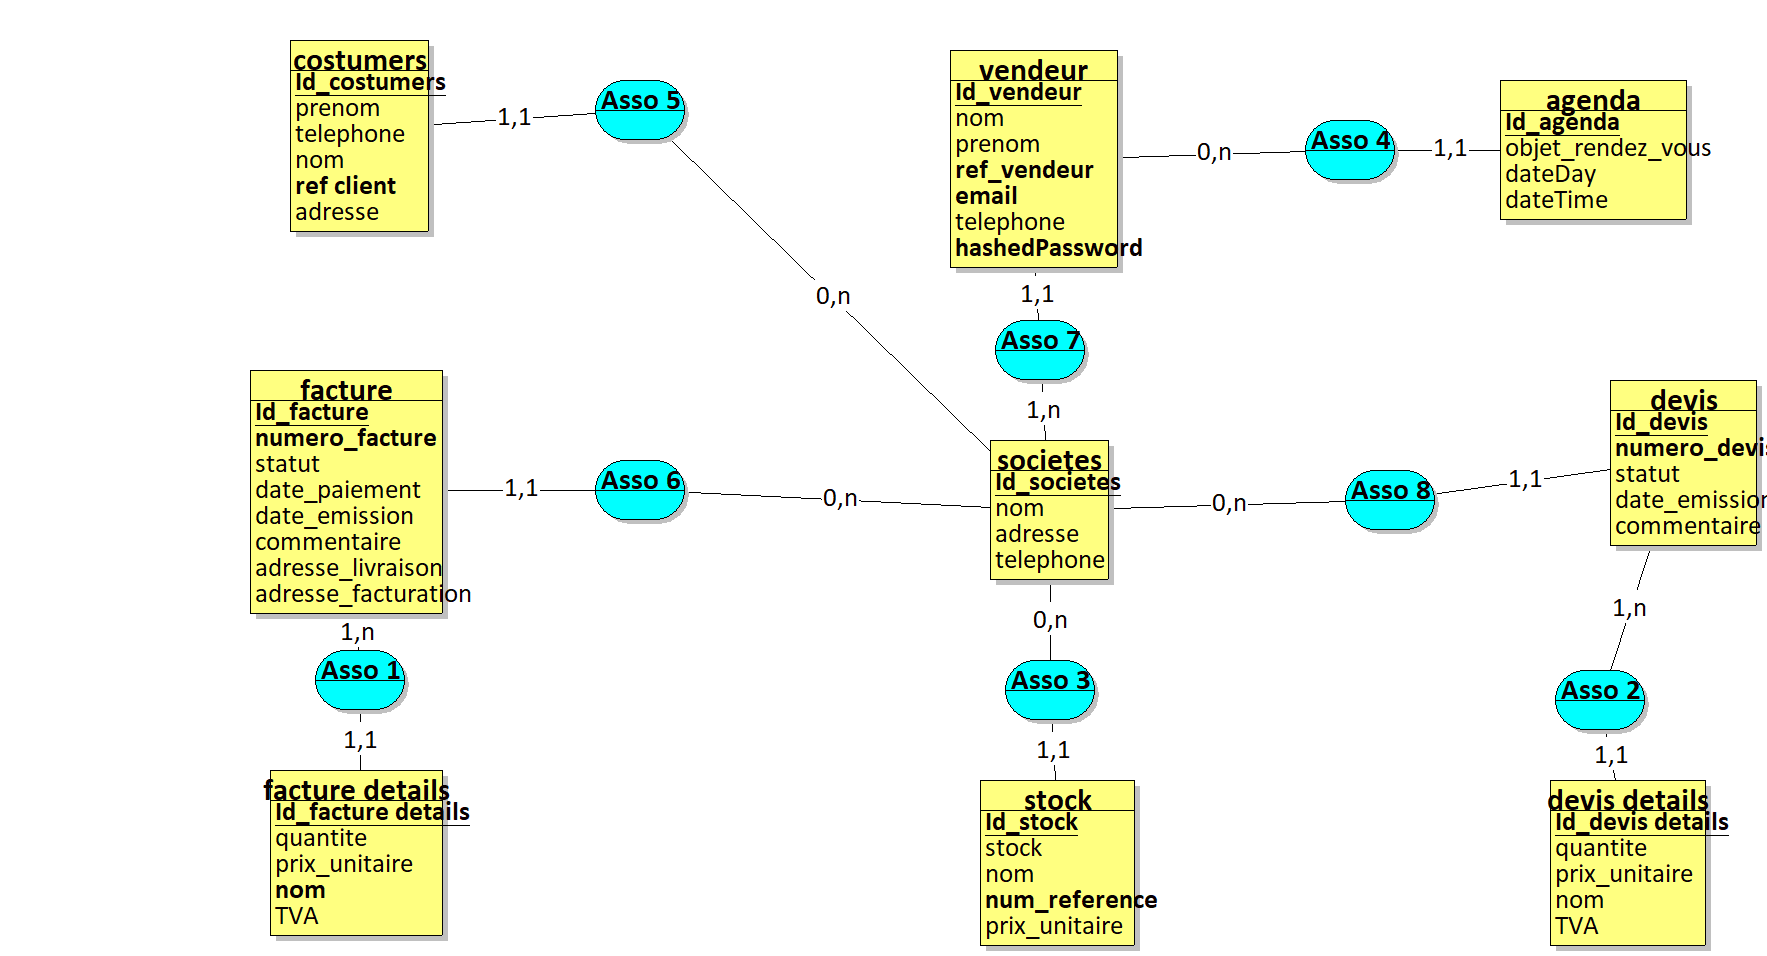 costumers
Id_costumers
prenom
telephone
nom
ref client
adresse
1,1
Asso 5
0,n
vendeur
Id_vendeur
nom
prenom
ref_vendeur
email
telephone
hashedPassword
0,n
Asso 4
1,1
agenda
Id_agenda
objet_rendez_vous
dateDay
dateTime
1,1
Asso 7
1,n
facture
Id_facture
numero_facture
statut
date_paiement
date_emission
commentaire
adresse_livraison
adresse_facturation
1,1
Asso 6
0,n
societes
Id_societes
nom
adresse
telephone
0,n
Asso 8
1,1
devis
Id_devis
numero_devis
statut
date_emission
commentaire
1,n
Asso 1
1,1
facture details
Id_facture details
quantite
prix_unitaire
nom
TVA
0,n
Asso 3
1,1
stock
Id_stock
stock
nom
num_reference
prix_unitaire
1,n
Asso 2
1,1
devis details
Id_devis details
quantite
prix_unitaire
nom
TVA